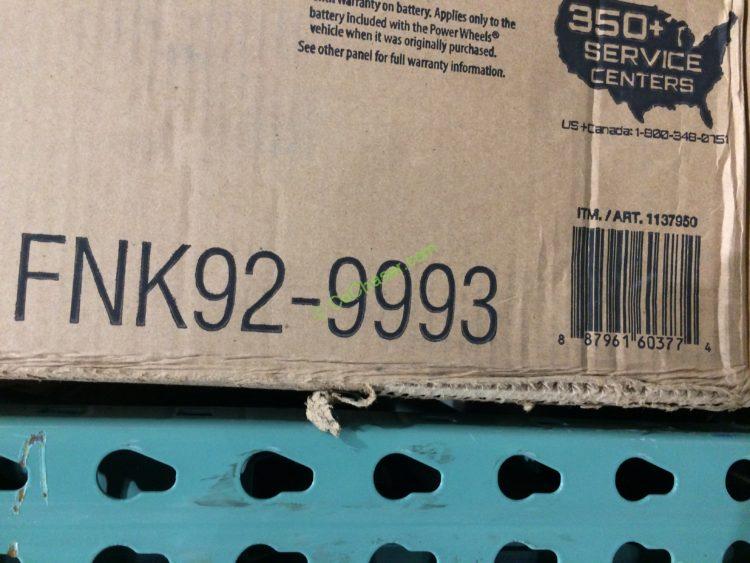 warranty on battery. Applies only to the
battery included with the Power Wheels®
vehicle when it was originally purchased.
See other panel for full warranty information.
350+
SERVICE
CENTERS
US + Canada: 1-800-348-0751
ITM. / ART. 1137950
FNK92-9993
8 87961 60377 4